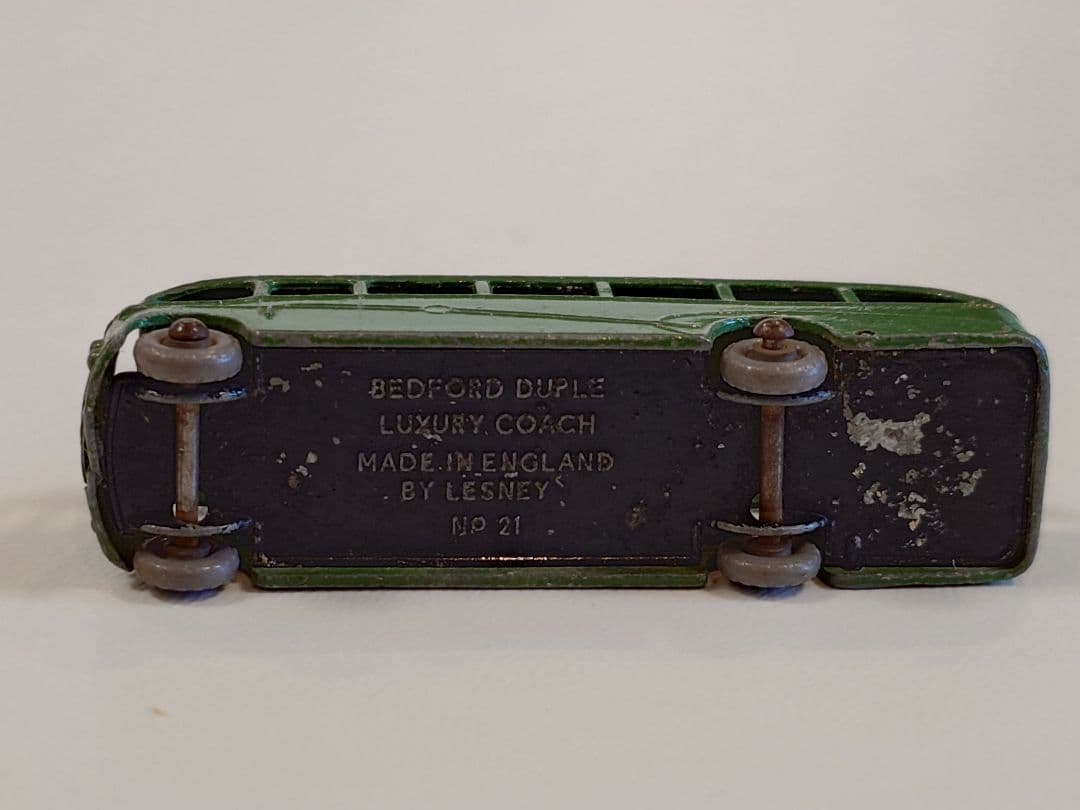 BEDFORD DUPLE
LUXURY COACH
MADE IN ENGLAND
BY LESNEY
Nº 21